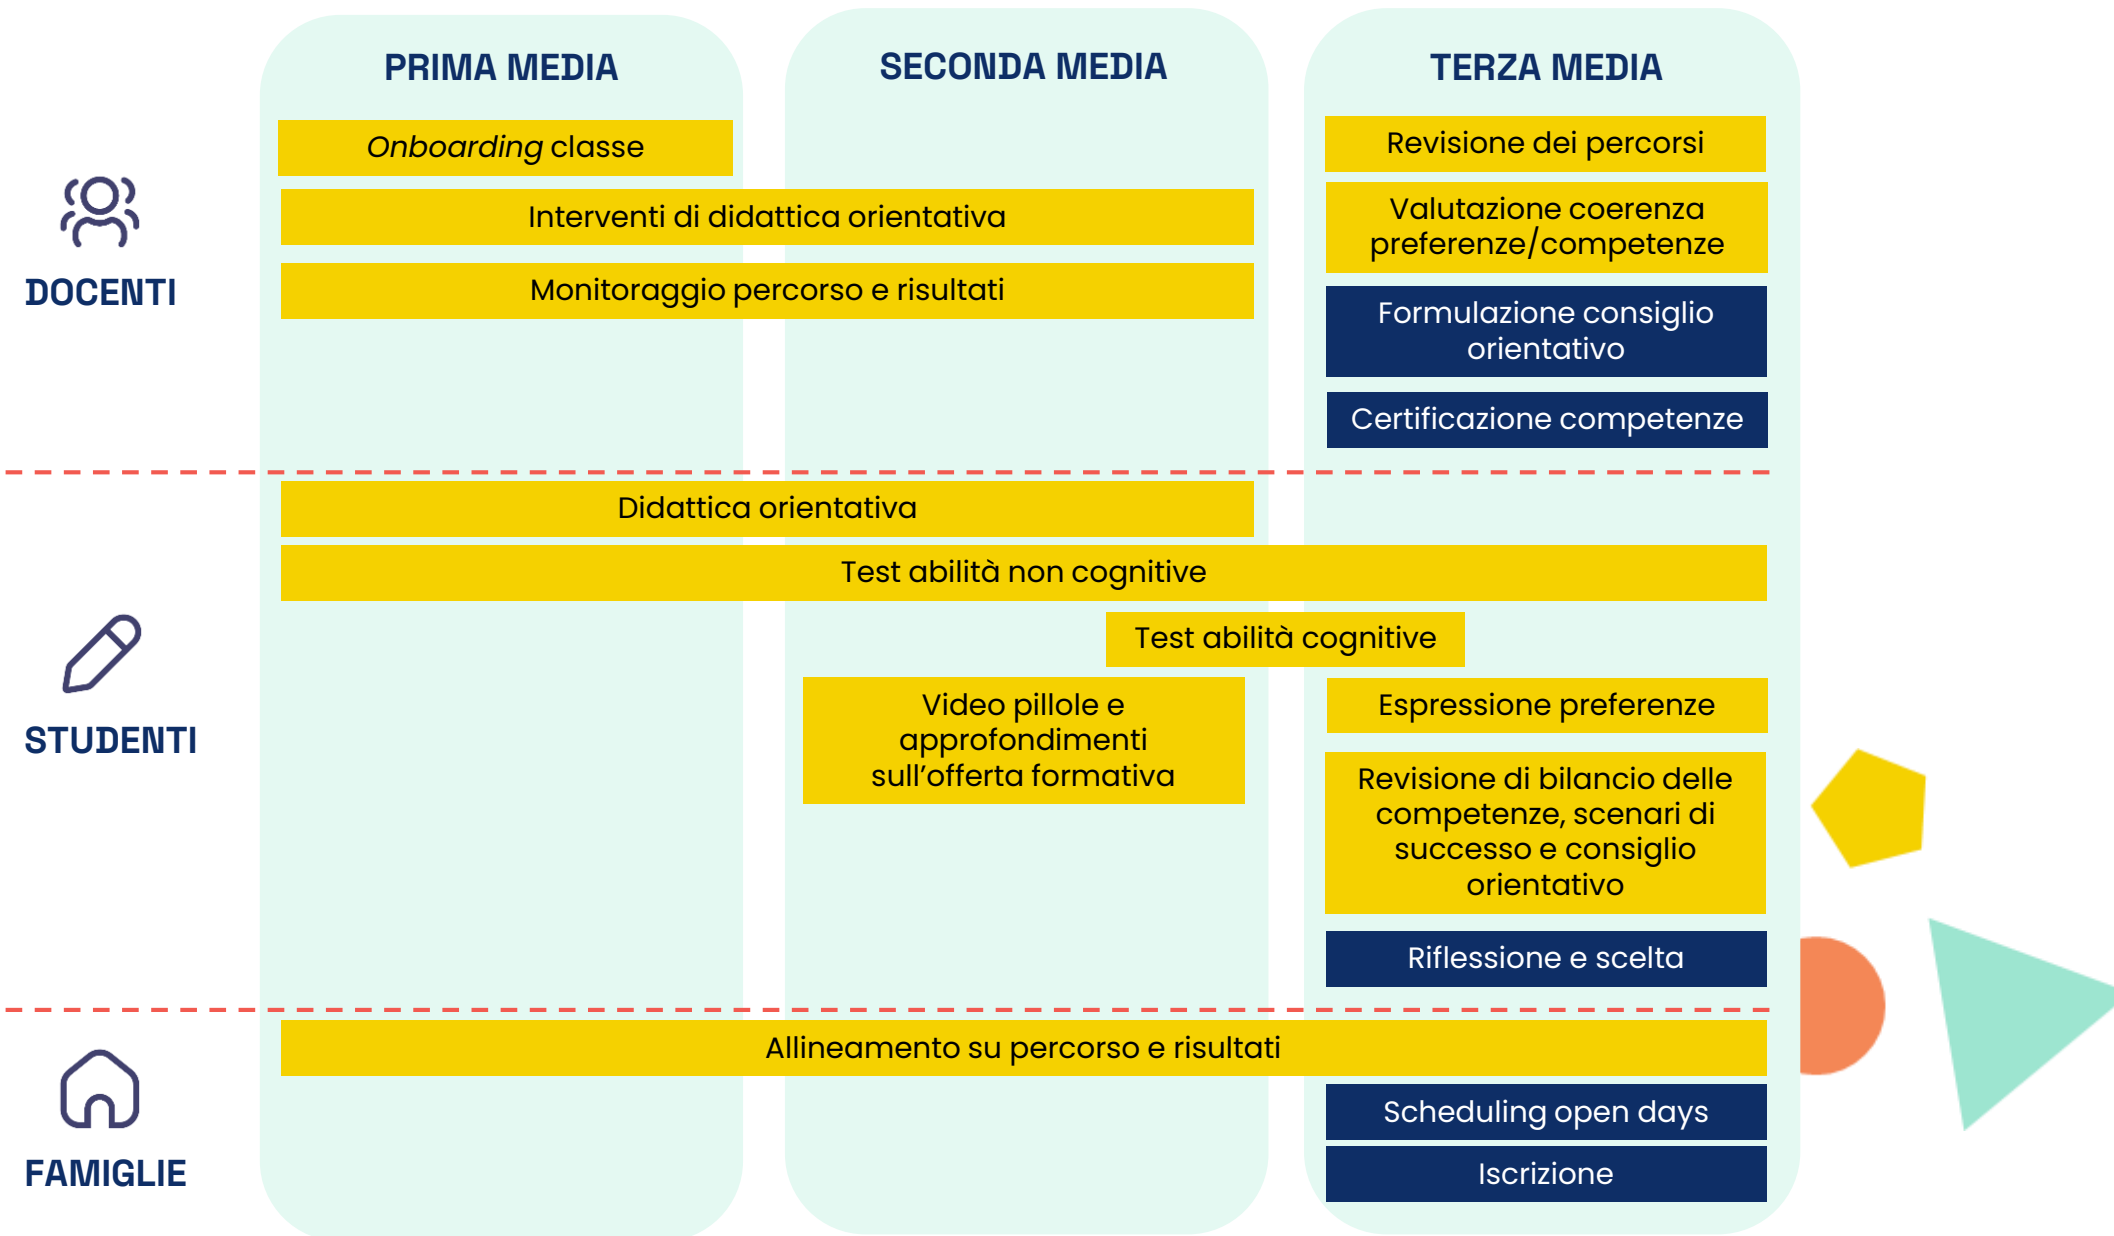 PRIMA MEDIA
SECONDA MEDIA
TERZA MEDIA
DOCENTI
Onboarding classe
Interventi di didattica orientativa
Monitoraggio percorso e risultati
Revisione dei percorsi
Valutazione coerenza
preferenze/competenze
Formulazione consiglio
orientativo
Certificazione competenze
STUDENTI
Didattica orientativa
Test abilità non cognitive
Test abilità cognitive
Video pillole e
approfondimenti
sull’offerta formativa
Espressione preferenze
Revisione di bilancio delle
competenze, scenari di
successo e consiglio
orientativo
Riflessione e scelta
FAMIGLIE
Allineamento su percorso e risultati
Scheduling open days
Iscrizione